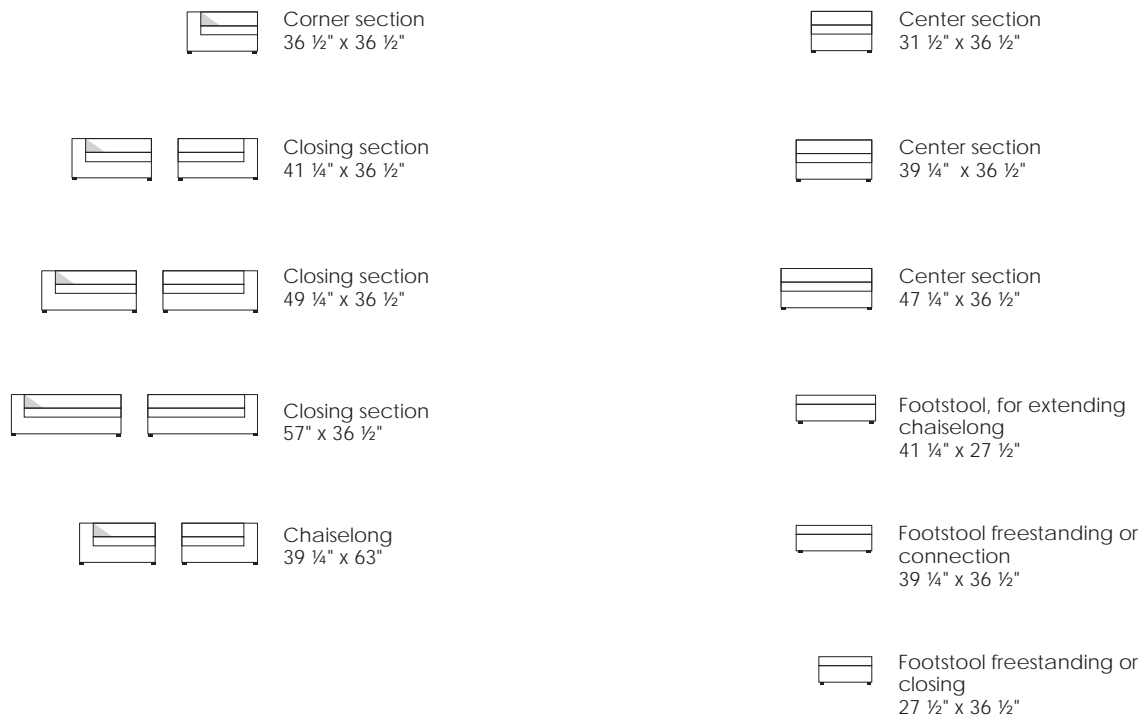 Corner section
36 ½" x 36 ½"
Closing section
41 ¼" x 36 ½"
Closing section
49 ¼" x 36 ½"
Closing section
57" x 36 ½"
Chaiselong
39 ¼" x 63"
Center section
31 ½" x 36 ½"
Center section
39 ¼"  x 36 ½"
Center section
47 ¼" x 36 ½"
Footstool, for extending
chaiselong
41 ¼" x 27 ½"
Footstool freestanding or
connection
39 ¼" x 36 ½"
Footstool freestanding or
closing
27 ½" x 36 ½"